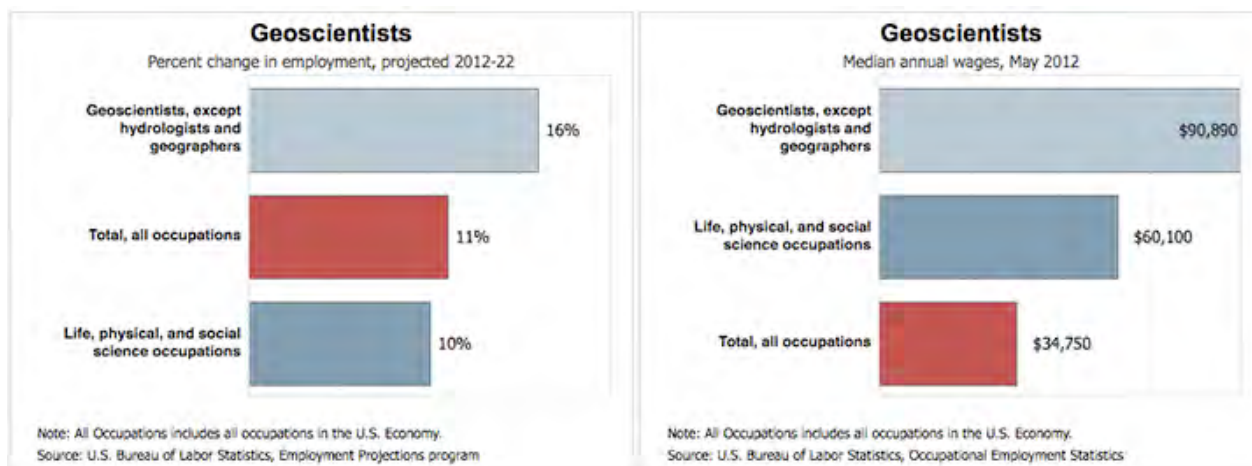 Geoscientists
Percent change in employment, projected 2012-22
Geoscientists, except
hydrologists and
geographers
16%
Total, all occupations
11%
Life, physical, and social
science occupations
10%
Note: All Occupations includes all occupations in the U.S. Economy.
Source: U.S. Bureau of Labor Statistics, Employment Projections program
Geoscientists
Median annual wages, May 2012
Geoscientists, except
hydrologists and
geographers
$90,890
Life, physical, and social
science occupations
$60,100
Total, all occupations
$34,750
Note: All Occupations includes all occupations in the U.S. Economy.
Source: U.S. Bureau of Labor Statistics, Occupational Employment Statistics